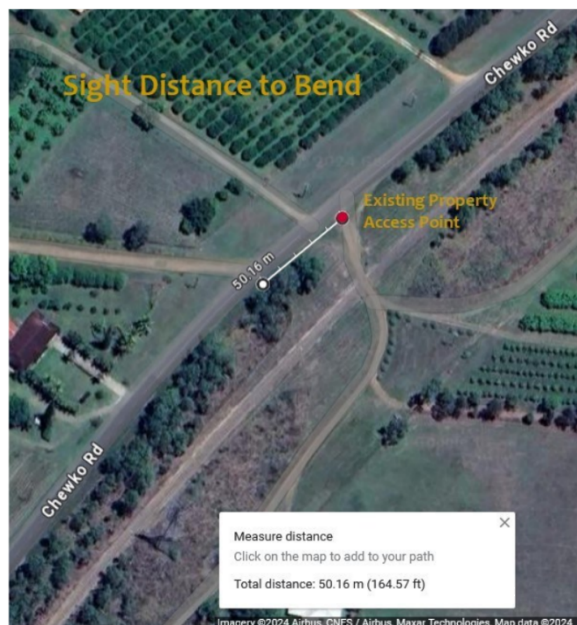 Sight Distance to Bend
Chewko Rd
Existing Property
Access Point
50.16 m
Chewko Rd
Measure distance
Click on the map to add to your path
Total distance: 50.16 m (164.57 ft)
Imagery ©2024 Airbus, CNES / Airbus, Maxar Technologies, Map data ©2024